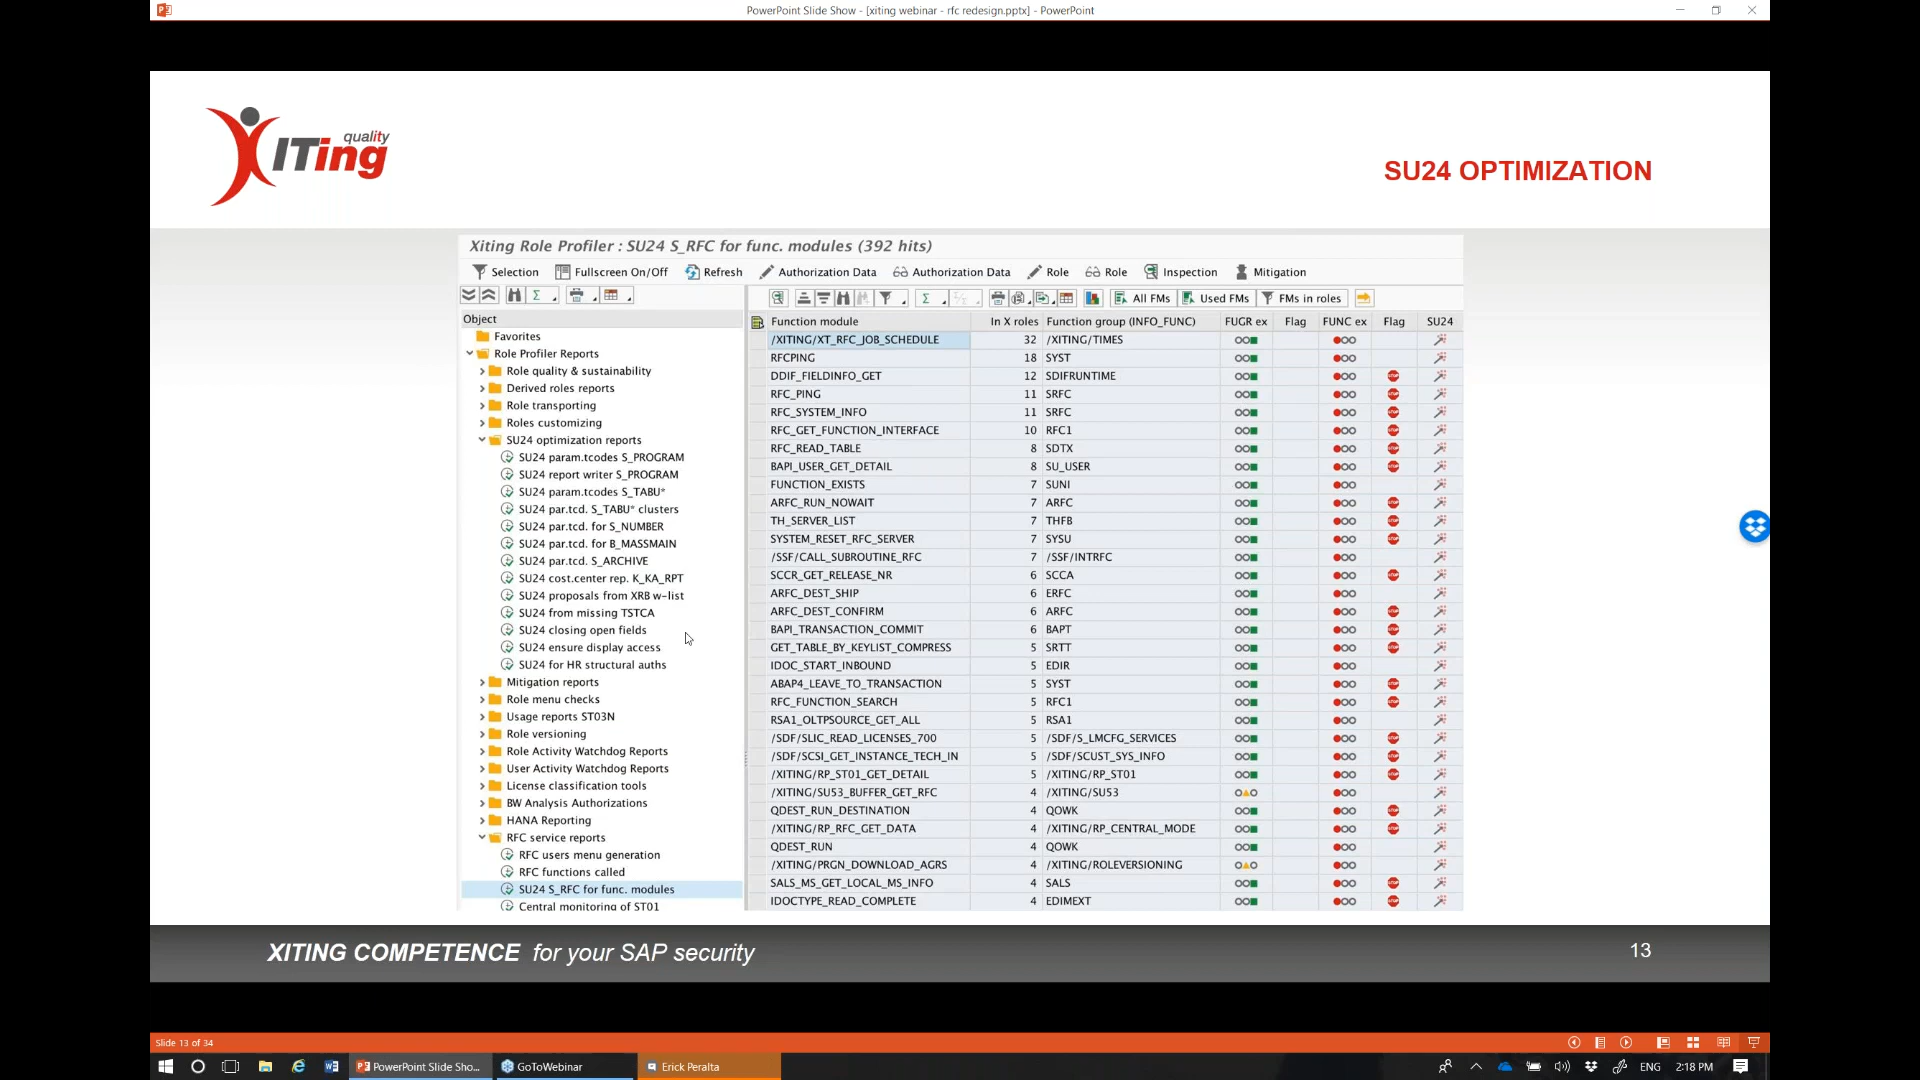 PowerPoint Slide Show - [xiting webinar - rfc redesign.pptx] - PowerPoint
XITing quality
SU24 OPTIMIZATION
Xiting Role Profiler : SU24 S_RFC for func. modules (392 hits)
Selection Fullscreen On/Off Refresh Authorization Data Authorization Data Role Role Inspection Mitigation
All FMs Used FMs FMs in roles
Object
Favorites
Role Profiler Reports
Role quality & sustainability
Derived roles reports
Role transporting
Roles customizing
SU24 optimization reports
SU24 param.tcodes S_PROGRAM
SU24 report writer S_PROGRAM
SU24 param.tcodes S_TABU*
SU24 par.tcd. S_TABU* clusters
SU24 par.tcd. for S_NUMBER
SU24 par.tcd. for B_MASSMAIN
SU24 par.tcd. S_ARCHIVE
SU24 cost.center rep. K_KA_RPT
SU24 proposals from XRB w-list
SU24 from missing TSTCA
SU24 closing open fields
SU24 ensure display access
SU24 for HR structural auths
Mitigation reports
Role menu checks
Usage reports ST03N
Role versioning
Role Activity Watchdog Reports
User Activity Watchdog Reports
License classification tools
BW Analysis Authorizations
HANA Reporting
RFC service reports
RFC users menu generation
RFC functions called
SU24 S_RFC for func. modules
Central monitoring of ST01
Function module In X roles Function group (INFO_FUNC) FUGR ex Flag FUNC ex Flag SU24
/XITING/XT_RFC_JOB_SCHEDULE 32 /XITING/TIMES
RFCPING 18 SYST
DDIF_FIELDINFO_GET 12 SDIFRUNTIME
RFC_PING 11 SRFC
RFC_SYSTEM_INFO 11 SRFC
RFC_GET_FUNCTION_INTERFACE 10 RFC1
RFC_READ_TABLE 8 SDTX
BAPI_USER_GET_DETAIL 8 SU_USER
FUNCTION_EXISTS 7 SUNI
ARFC_RUN_NOWAIT 7 ARFC
TH_SERVER_LIST 7 THFB
SYSTEM_RESET_RFC_SERVER 7 SYSU
/SSF/CALL_SUBROUTINE_RFC 7 /SSF/INTRFC
SCCR_GET_RELEASE_NR 6 SCCA
ARFC_DEST_SHIP 6 ERFC
ARFC_DEST_CONFIRM 6 ARFC
BAPI_TRANSACTION_COMMIT 6 BAPT
GET_TABLE_BY_KEYLIST_COMPRESS 5 SRTT
IDOC_START_INBOUND 5 EDIR
ABAP4_LEAVE_TO_TRANSACTION 5 SYST
RFC_FUNCTION_SEARCH 5 RFC1
RSA1_OLTPSOURCE_GET_ALL 5 RSA1
/SDF/SLIC_READ_LICENSES_700 5 /SDF/S_LMCFG_SERVICES
/SDF/SCSI_GET_INSTANCE_TECH_IN 5 /SDF/SCUST_SYS_INFO
/XITING/RP_ST01_GET_DETAIL 5 /XITING/RP_ST01
/XITING/SU53_BUFFER_GET_RFC 4 /XITING/SU53
QDEST_RUN_DESTINATION 4 QOWK
/XITING/RP_RFC_GET_DATA 4 /XITING/RP_CENTRAL_MODE
QDEST_RUN 4 QOWK
/XITING/PRGN_DOWNLOAD_AGRS 4 /XITING/ROLEVERSIONING
SALS_MS_GET_LOCAL_MS_INFO 4 SALS
IDOCTYPE_READ_COMPLETE 4 EDIMEXT
XITING COMPETENCE for your SAP security
13
Slide 13 of 34
PowerPoint Slide Sho... GoToWebinar Erick Peralta ENG 2:18 PM